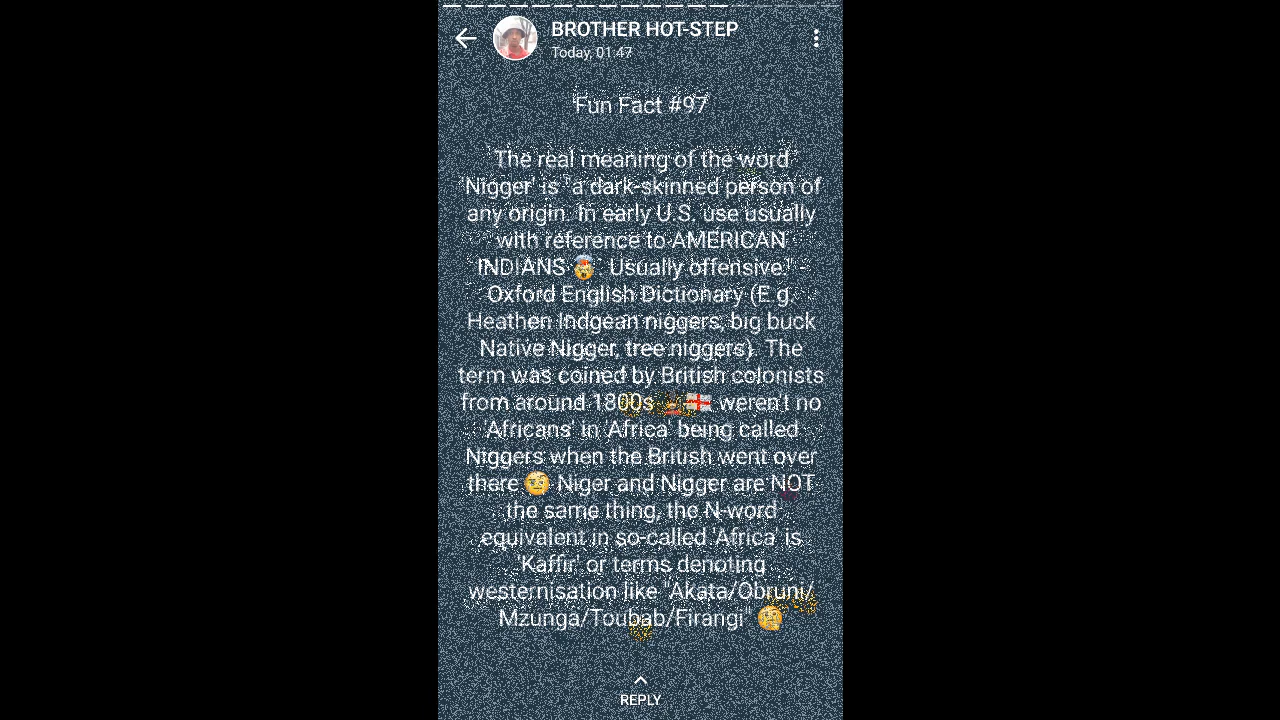 BROTHER HOT-STEP
Today, 01:47
Fun Fact #97
The real meaning of the word
'Nigger' is "a dark-skinned person of
any origin. In early U.S. use usually
with reference to AMERICAN
INDIANS 🤯. Usually offensive." -
Oxford English Dictionary (E.g.
Heathen Indgean niggers, big buck
Native Nigger, tree niggers). The
term was coined by British colonists
from around 1800s 🏴󠁧󠁢󠁥󠁮󠁧󠁿 weren't no
'Africans' in 'Africa' being called
Niggers when the British went over
there 🤨 Niger and Nigger are NOT
the same thing, the N-word
equivalent in so-called 'Africa' is
'Kaffir' or terms denoting
westernisation like "Akata/Obruni/
Mzunga/Toubab/Firangi" 🧐
REPLY